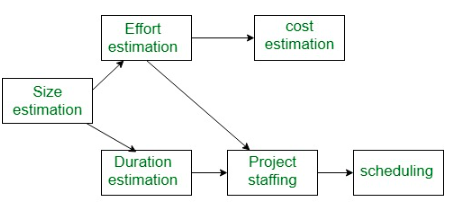 Effort
estimation
cost
estimation
Size
estimation
Duration
estimation
Project
staffing
scheduling